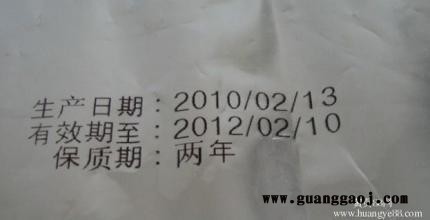 生产日期：2010/02/13
有效期至：2012/02/10
保质期：两年
www.guanggaoj.com
http://www.huangye88.com